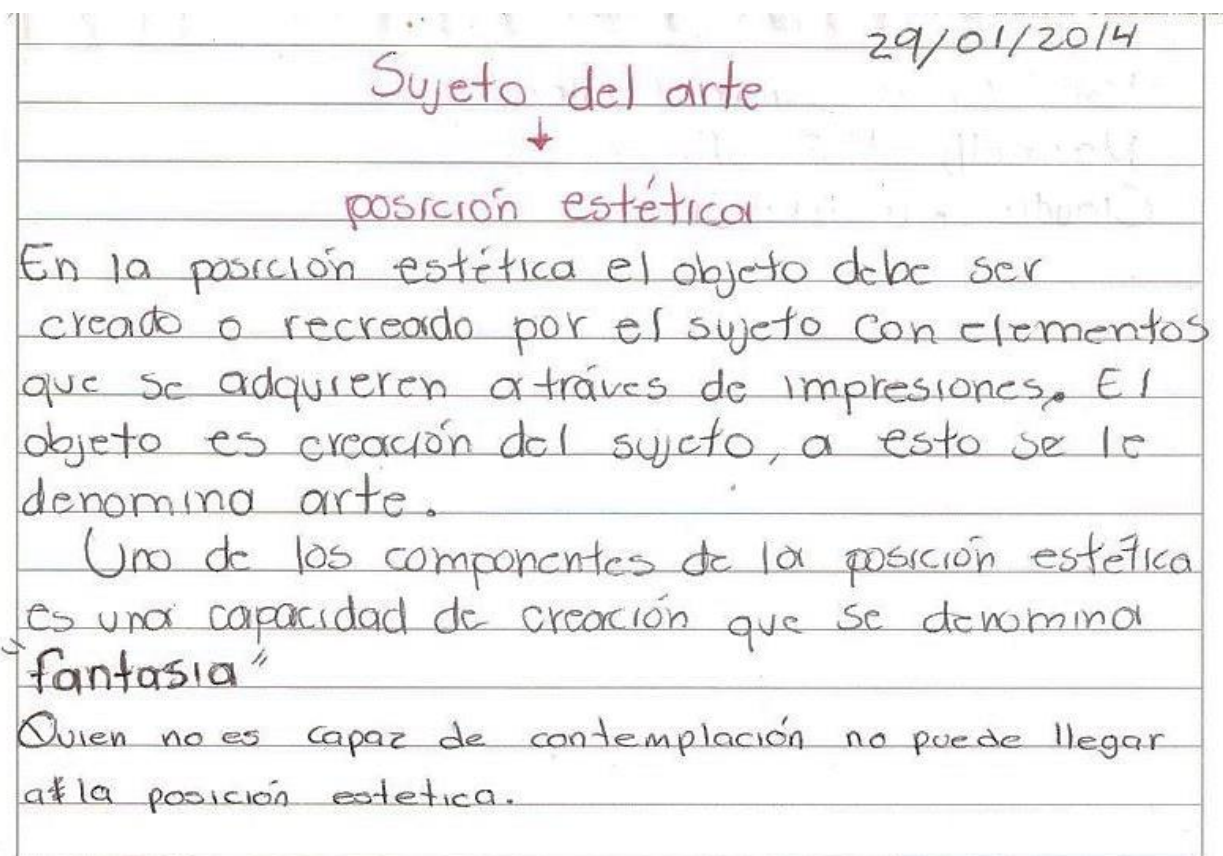 29/01/2014
Sujeto del arte
↓
posición estética
En la posición estética el objeto debe ser
creado o recreado por el sujeto con elementos
que se adquieren a tráves de impresiones. El
objeto es creación del sujeto, a esto se le
denomina arte.
Uno de los componentes de la posición estética
es una capacidad de creación que se denomina
"fantasia"
Quien no es capaz de contemplación no puede llegar
a la posición estetica.